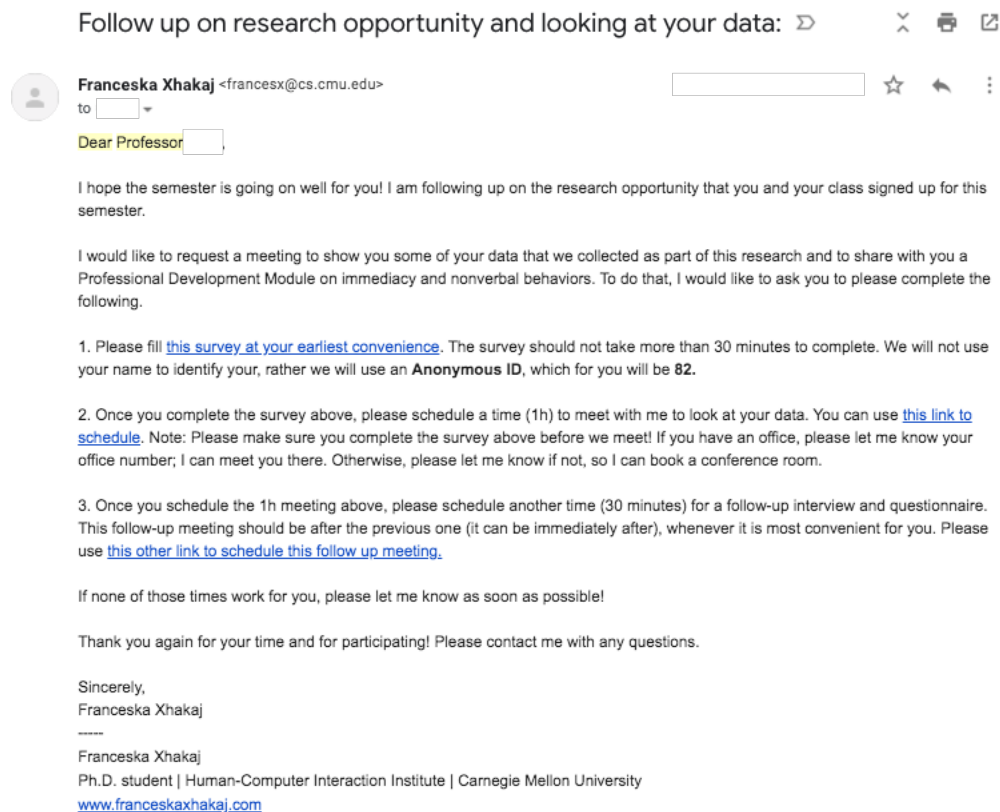 Follow up on research opportunity and looking at your data:
Franceska Xhakaj <francesx@cs.cmu.edu>
to
Dear Professor ,
I hope the semester is going on well for you! I am following up on the research opportunity that you and your class signed up for this
semester.
I would like to request a meeting to show you some of your data that we collected as part of this research and to share with you a
Professional Development Module on immediacy and nonverbal behaviors. To do that, I would like to ask you to please complete the
following.
1. Please fill this survey at your earliest convenience. The survey should not take more than 30 minutes to complete. We will not use
your name to identify your, rather we will use an Anonymous ID, which for you will be 82.
2. Once you complete the survey above, please schedule a time (1h) to meet with me to look at your data. You can use this link to
schedule. Note: Please make sure you complete the survey above before we meet! If you have an office, please let me know your
office number; I can meet you there. Otherwise, please let me know if not, so I can book a conference room.
3. Once you schedule the 1h meeting above, please schedule another time (30 minutes) for a follow-up interview and questionnaire.
This follow-up meeting should be after the previous one (it can be immediately after), whenever it is most convenient for you. Please
use this other link to schedule this follow up meeting.
If none of those times work for you, please let me know as soon as possible!
Thank you again for your time and for participating! Please contact me with any questions.
Sincerely,
Franceska Xhakaj
-----
Franceska Xhakaj
Ph.D. student | Human-Computer Interaction Institute | Carnegie Mellon University
www.franceskaxhakaj.com